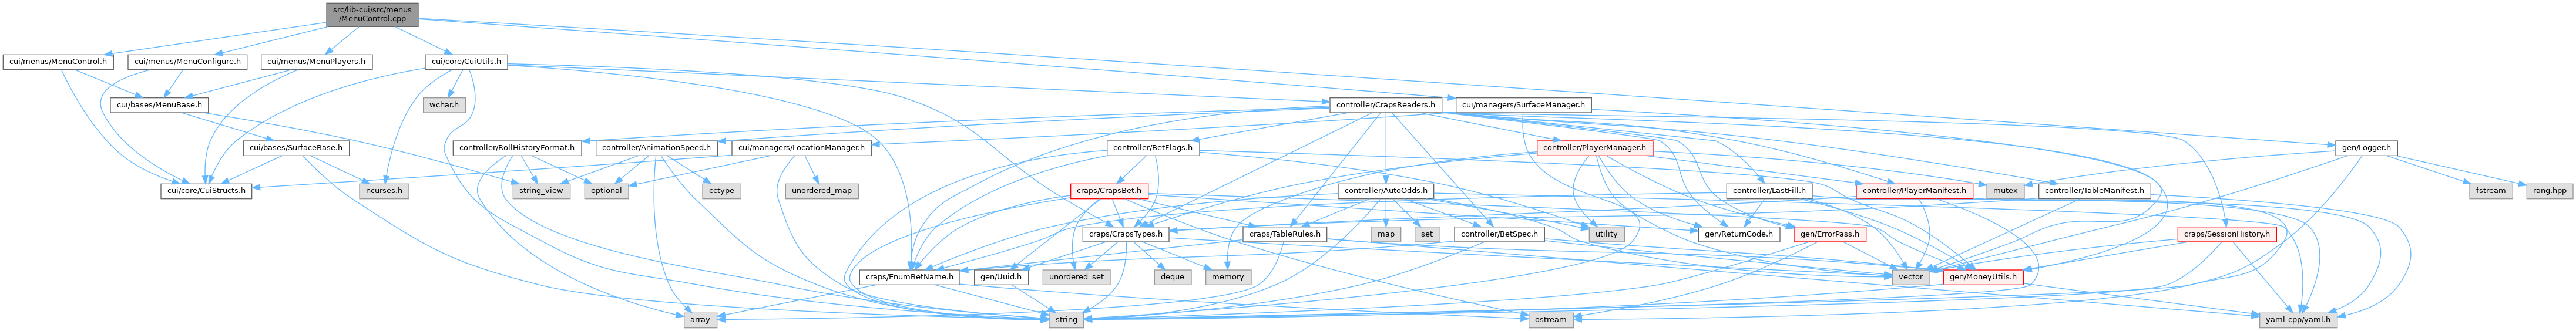 src/lib-cui/src/menus
/MenuControl.cpp
cui/menus/MenuControl.h
cui/menus/MenuConfigure.h
cui/menus/MenuPlayers.h
cui/core/CuiUtils.h
cui/bases/MenuBase.h
wchar.h
controller/CrapsReaders.h
cui/managers/SurfaceManager.h
cui/bases/SurfaceBase.h
controller/RollHistoryFormat.h
controller/AnimationSpeed.h
cui/managers/LocationManager.h
controller/BetFlags.h
controller/PlayerManager.h
gen/Logger.h
cui/core/CuiStructs.h
ncurses.h
string_view
optional
cctype
unordered_map
craps/CrapsBet.h
controller/AutoOdds.h
controller/LastFill.h
controller/PlayerManifest.h
mutex
controller/TableManifest.h
fstream
rang.hpp
craps/CrapsTypes.h
map
set
craps/TableRules.h
controller/BetSpec.h
utility
gen/ReturnCode.h
gen/ErrorPass.h
craps/SessionHistory.h
craps/EnumBetName.h
gen/Uuid.h
unordered_set
deque
memory
vector
gen/MoneyUtils.h
array
string
ostream
yaml-cpp/yaml.h